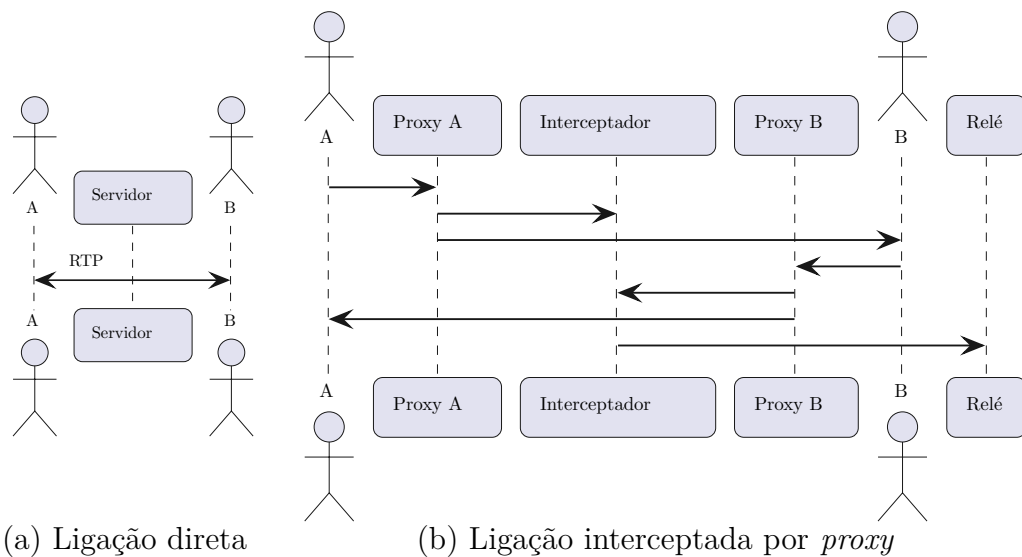 A
Servidor
B
RTP
A
Servidor
B
A
Proxy A
Interceptador
Proxy B
B
Relé
A
Proxy A
Interceptador
Proxy B
B
Relé
(a) Ligação direta
(b) Ligação interceptada por proxy